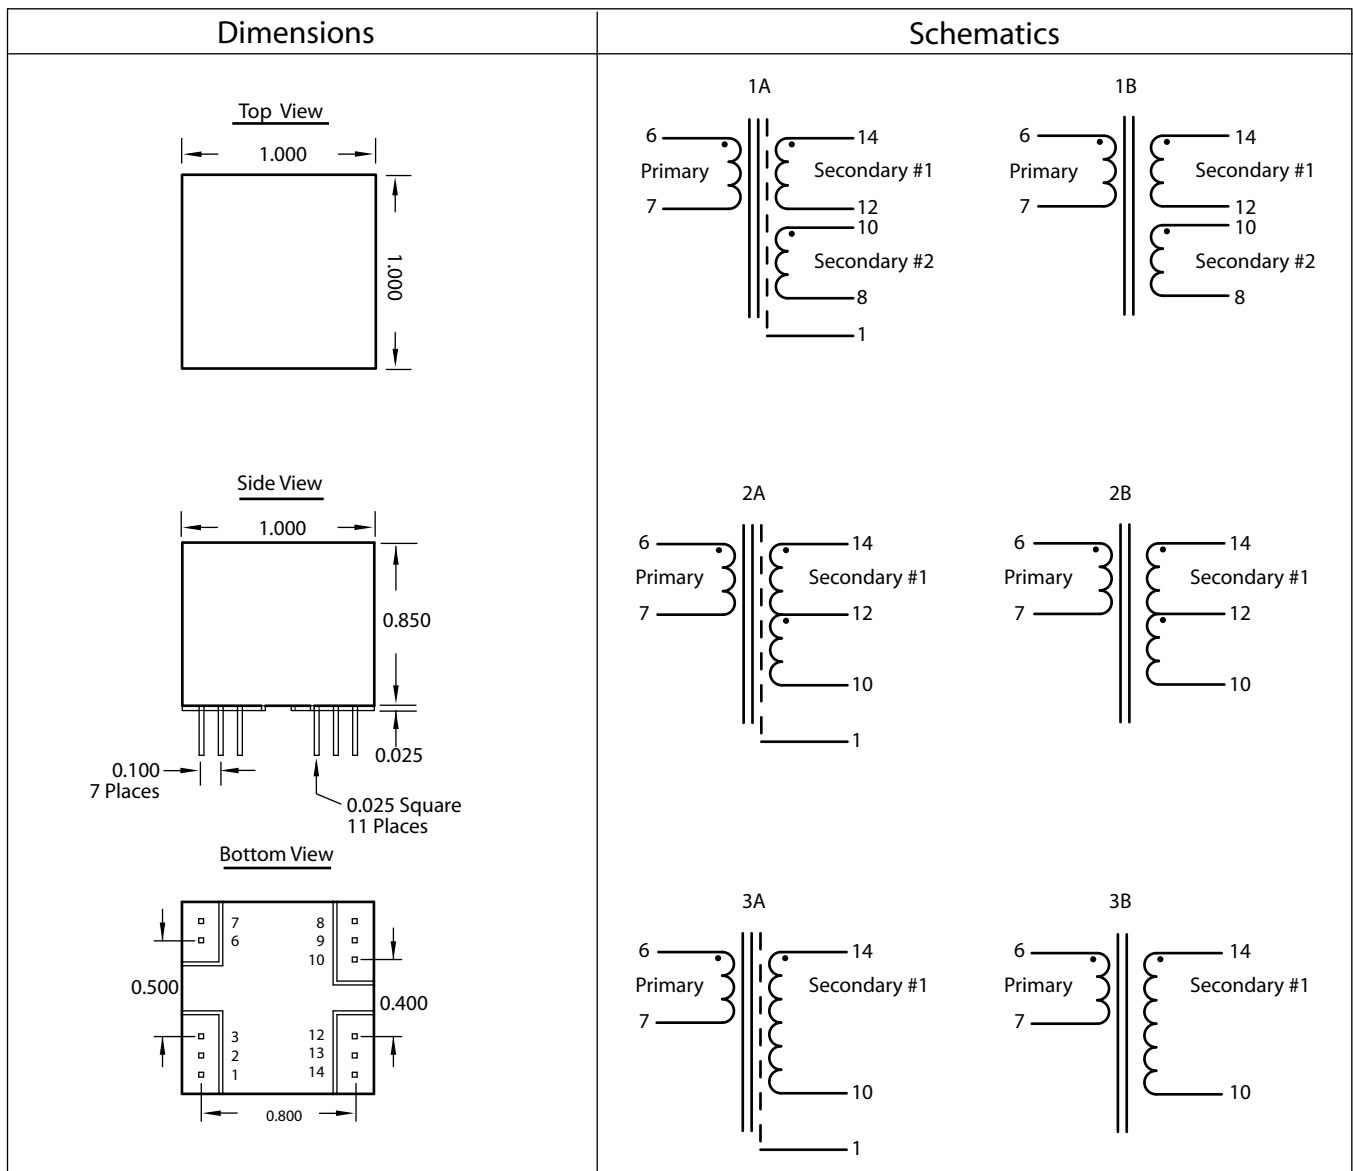 Dimensions
Top View
1.000
1.000
Side View
1.000
0.850
0.025
0.100
7 Places
0.025 Square
11 Places
Bottom View
7 8
6 9
10
0.500
0.400
3 12
2 13
1 14
0.800
Schematics
1A
6 14
Primary Secondary #1
7 12
10
Secondary #2
8
1
1B
6 14
Primary Secondary #1
7 12
10
Secondary #2
8
2A
6 14
Primary Secondary #1
7 12
10
1
2B
6 14
Primary Secondary #1
7 12
10
3A
6 14
Primary Secondary #1
7
10
1
3B
6 14
Primary Secondary #1
7
10